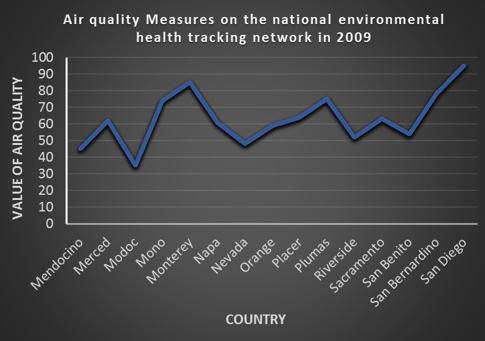 Air quality Measures on the national environmental
health tracking network in 2009
VALUE OF AIR QUALITY
100
90
80
70
60
50
40
30
20
10
0
Mendocino
Merced
Modoc
Mono
Monterey
Napa
Nevada
Orange
Placer
Plumas
Riverside
Sacramento
San Benito
San Bernardino
San Diego
COUNTRY